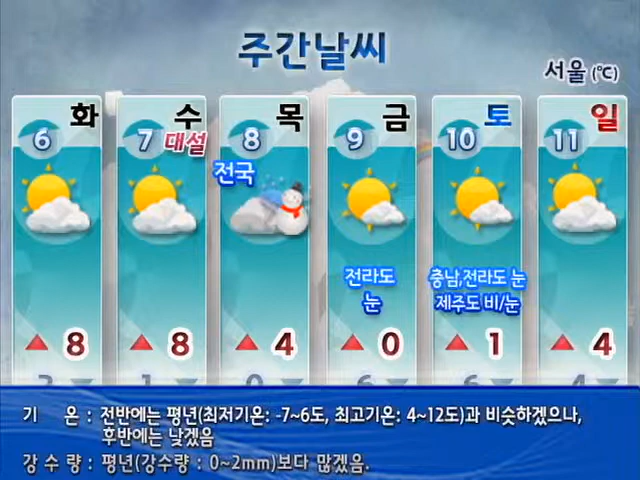 주간날씨
서울 (℃)
화 수 목 금 토 일
6 7 대설 8 9 10 11
전국
전라도 충남,전라도 눈
눈 제주도 비/눈
8 8 4 0 1 4
기 온 : 전반에는 평년(최저기온: -7~6도, 최고기온: 4~12도)과 비슷하겠으나,
후반에는 낮겠음
강 수 량 : 평년(강수량 : 0~2mm)보다 많겠음.